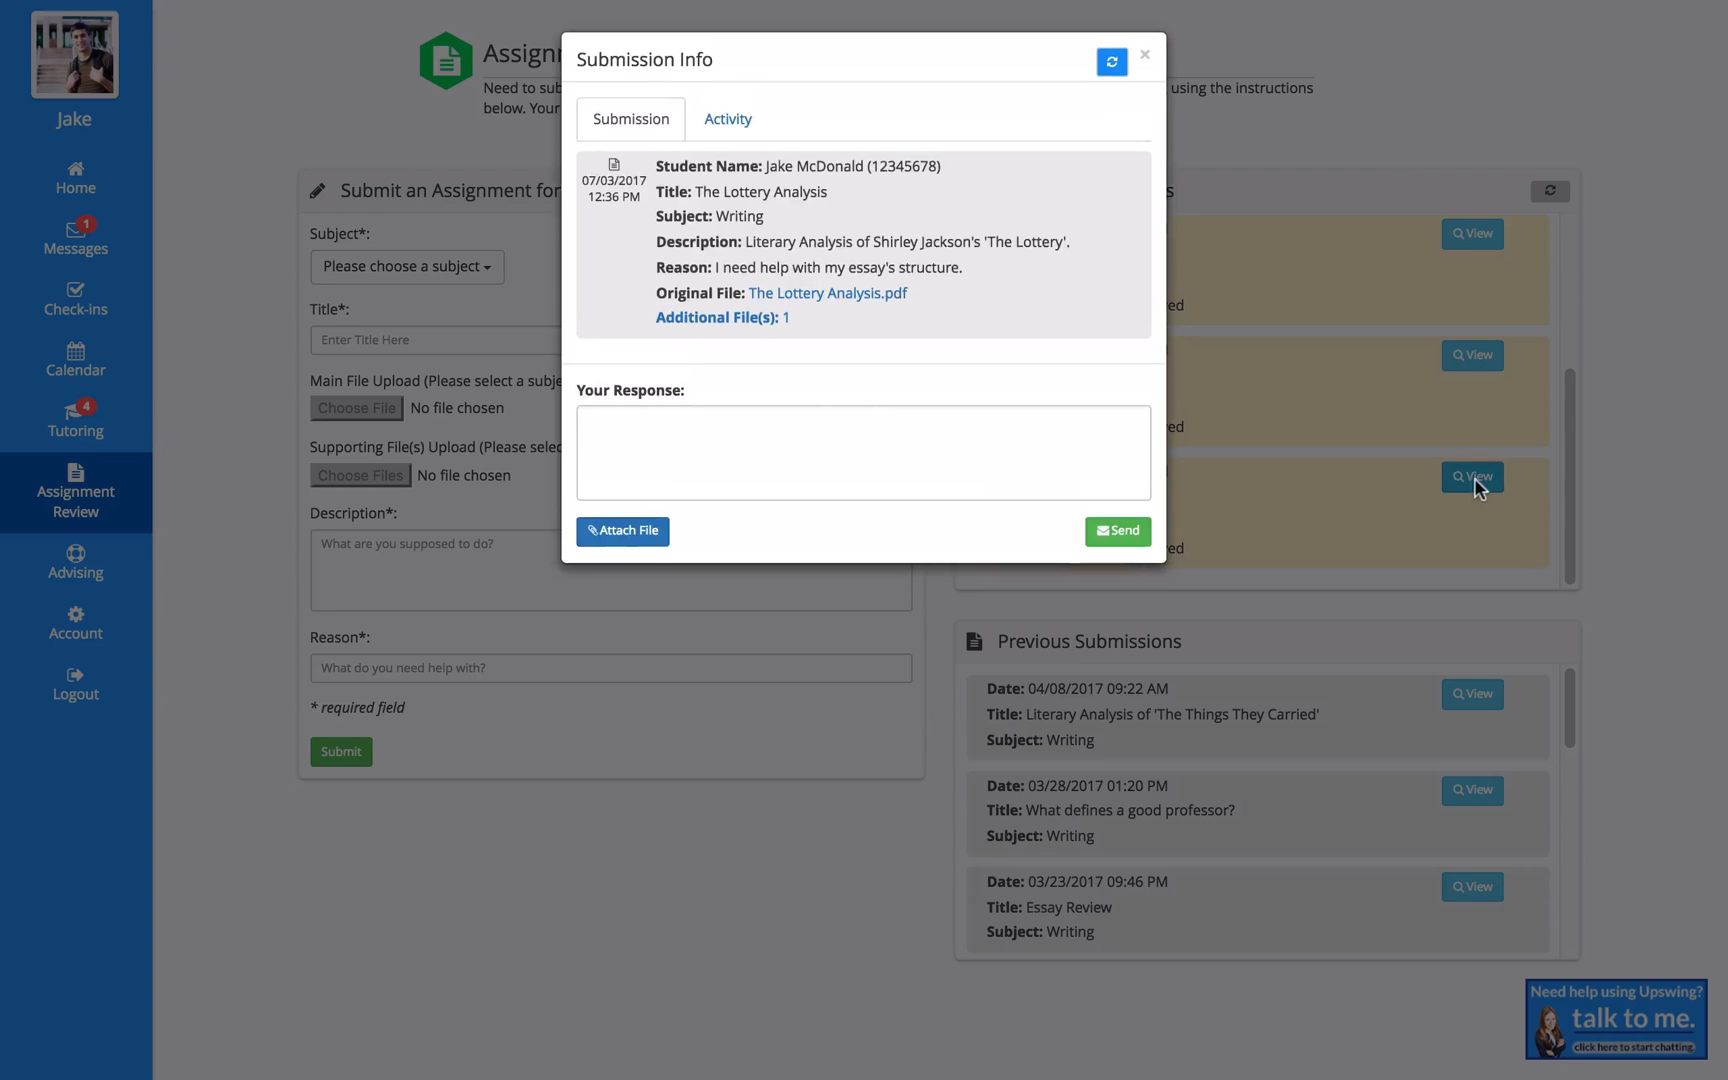 Jake
Home
1
Messages
Check-ins
Calendar
4
Tutoring
Assignment
Review
Advising
Account
Logout
Need to sub
using the instructions
below. Your
Submit an Assignment for
Subject*:
Please choose a subject
Title*:
Enter Title Here
Main File Upload (Please select a subje
Choose File No file chosen
Supporting File(s) Upload (Please selec
Choose Files No file chosen
Description*:
What are you supposed to do?
Reason*:
What do you need help with?
* required field
Submit
Submission Info
×
Submission Activity
07/03/2017
12:36 PM
Student Name: Jake McDonald (12345678)
Title: The Lottery Analysis
Subject: Writing
Description: Literary Analysis of Shirley Jackson's 'The Lottery'.
Reason: I need help with my essay's structure.
Original File: The Lottery Analysis.pdf
Additional File(s): 1
Your Response:
Attach File
Send
s
View
ed
View
ed
View
ed
Previous Submissions
Date: 04/08/2017 09:22 AM
View
Title: Literary Analysis of 'The Things They Carried'
Subject: Writing
Date: 03/28/2017 01:20 PM
View
Title: What defines a good professor?
Subject: Writing
Date: 03/23/2017 09:46 PM
View
Title: Essay Review
Subject: Writing
Need help using Upswing?
talk to me.
click here to start chatting.